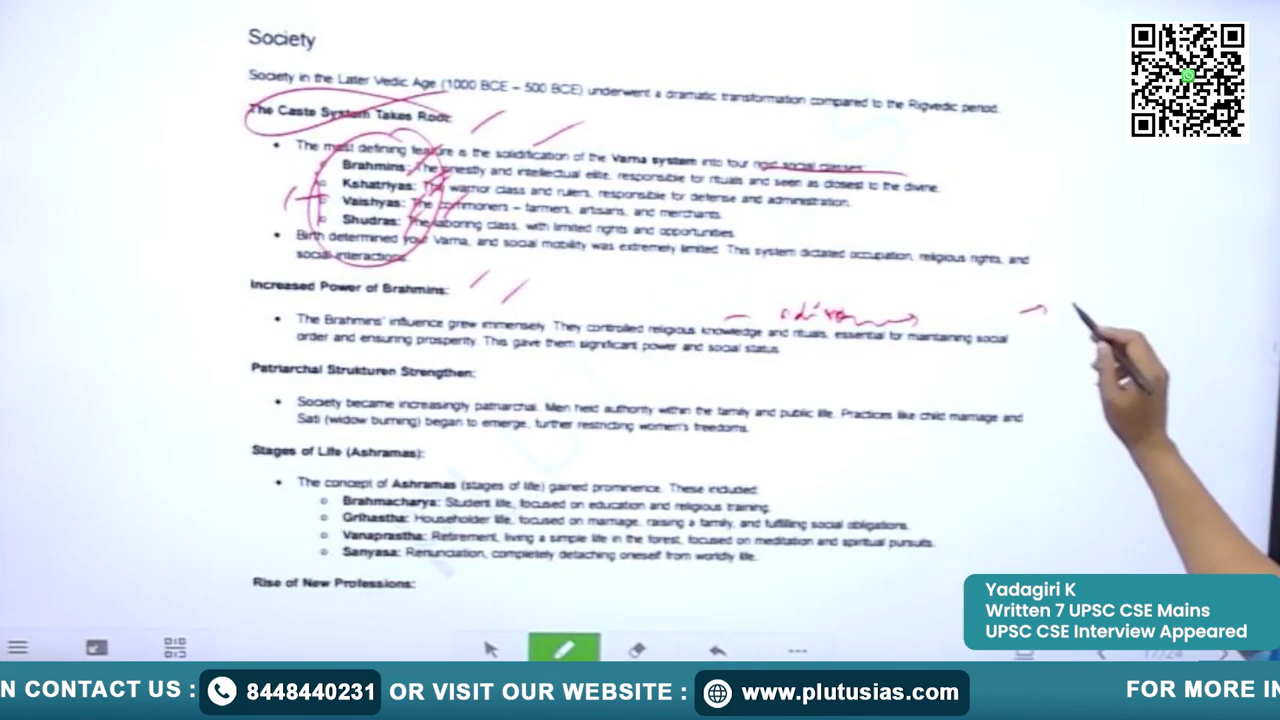 Society
Society in the Later Vedic Age (1000 BCE – 500 BCE) underwent a dramatic transformation compared to the Rigvedic period.
The Caste System Takes Root:
• The most defining feature is the solidification of the Varna system into four rigid social classes:
○ Brahmins: The priestly and intellectual elite, responsible for rituals and seen as closest to the divine.
○ Kshatriyas: The warrior class and rulers, responsible for defense and administration.
○ Vaishyas: The commoners – farmers, artisans, and merchants.
○ Shudras: The laboring class, with limited rights and opportunities.
• Birth determined your Varna, and social mobility was extremely limited. This system dictated occupation, religious rights, and
social interactions.
Increased Power of Brahmins:
• The Brahmins' influence grew immensely. They controlled religious knowledge and rituals, essential for maintaining social
order and ensuring prosperity. This gave them significant power and social status.
Patriarchal Strukturen Strengthen:
• Society became increasingly patriarchal. Men held authority within the family and public life. Practices like child marriage and
Sati (widow burning) began to emerge, further restricting women's freedoms.
Stages of Life (Ashramas):
• The concept of Ashramas (stages of life) gained prominence. These included:
○ Brahmacharya: Student life, focused on education and religious training.
○ Grihastha: Householder life, focused on marriage, raising a family, and fulfilling social obligations.
○ Vanaprastha: Retirement, living a simple life in the forest, focused on meditation and spiritual pursuits.
○ Sanyasa: Renunciation, completely detaching oneself from worldly life.
Rise of New Professions:
17/24
Yadagiri K
Written 7 UPSC CSE Mains
UPSC CSE Interview Appeared
N CONTACT US : 8448440231 OR VISIT OUR WEBSITE : www.plutusias.com FOR MORE IN